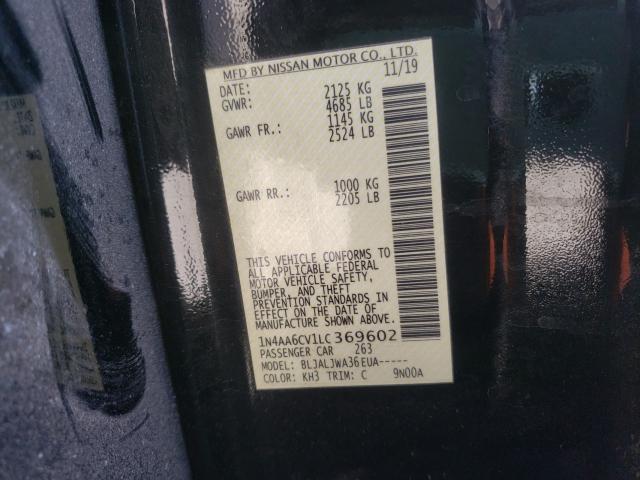 MFD BY NISSAN MOTOR CO., LTD.
DATE: 11/19
GVWR: 2125 KG
4685 LB
GAWR FR.: 1145 KG
2524 LB
GAWR RR.: 1000 KG
2205 LB
THIS VEHICLE CONFORMS TO
ALL APPLICABLE FEDERAL
MOTOR VEHICLE SAFETY,
BUMPER, AND THEFT
PREVENTION STANDARDS IN
EFFECT ON THE DATE OF
MANUFACTURE SHOWN ABOVE.
1N4AA6CV1LC369602
PASSENGER CAR 263
MODEL: BLJALJWA36EUA-----
COLOR: KH3 TRIM: C 9N00A